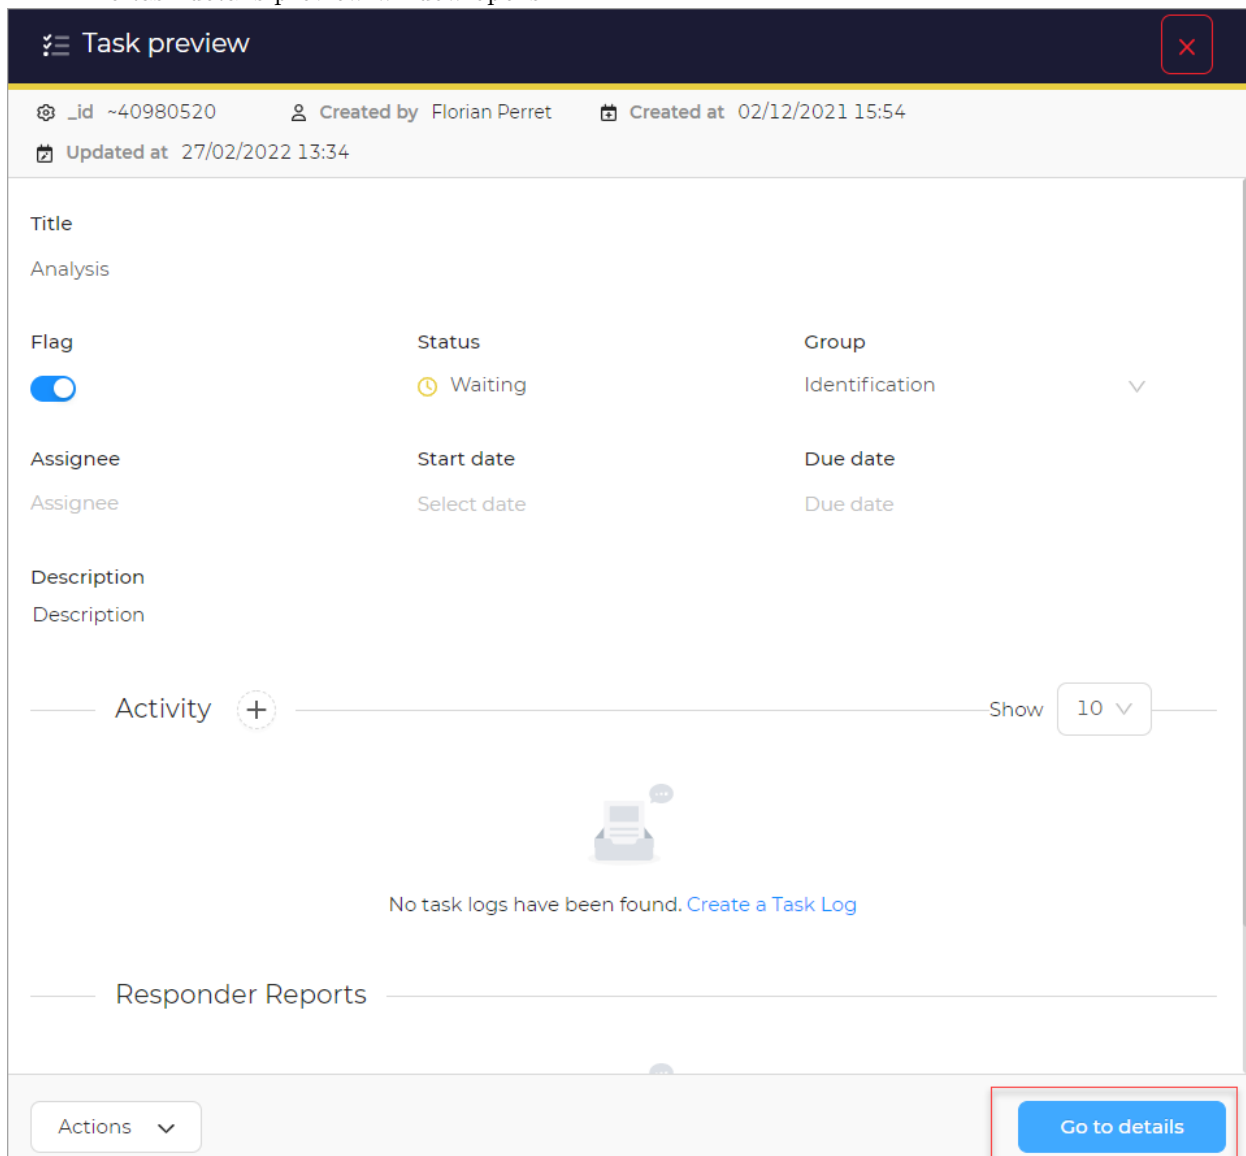 Task preview
_id ~40980520 Created by Florian Perret Created at 02/12/2021 15:54
Updated at 27/02/2022 13:34
Title
Analysis
Flag Status Group
Waiting Identification
Assignee Start date Due date
Assignee Select date Due date
Description
Description
Activity Show 10
No task logs have been found. Create a Task Log
Responder Reports
Actions Go to details